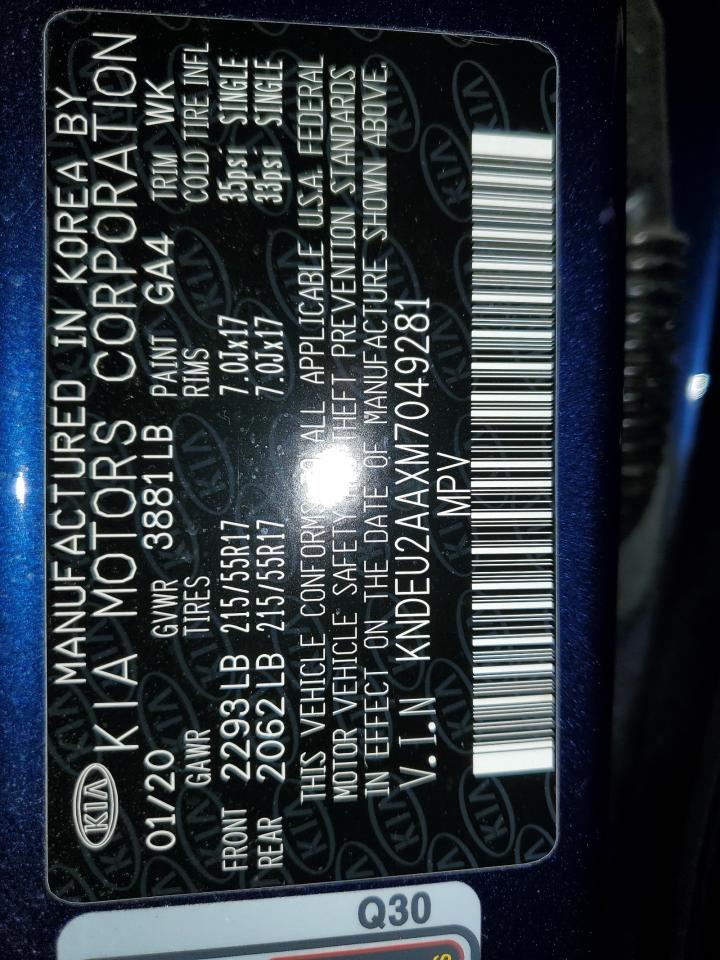 MANUFACTURED IN KOREA BY
KIA KIA MOTORS CORPORATION
01/20 GVWR 3881 LB PAINT GA4 TRIM WK
GAWR TIRES RIMS COLD TIRE INFL
FRONT 2293 LB 215/55R17 7.0Jx17 35psi SINGLE
REAR 2062 LB 215/55R17 7.0Jx17 33psi SINGLE
THIS VEHICLE CONFORMS TO ALL APPLICABLE U.S.A. FEDERAL
MOTOR VEHICLE SAFETY THEFT PREVENTION STANDARDS
IN EFFECT ON THE DATE OF MANUFACTURE SHOWN ABOVE.
V.I.N KNDEU2AAXM7049281
MPV
Q30